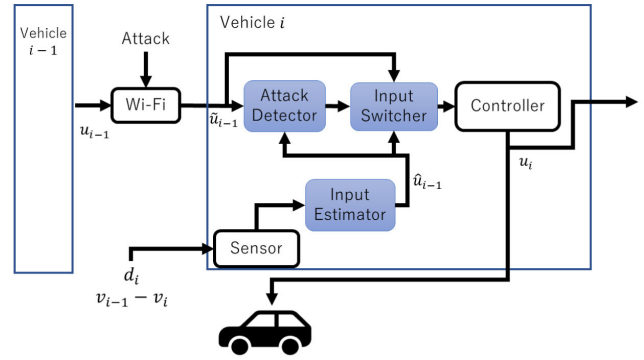 Vehicle
i − 1
Vehicle i
Attack
Wi-Fi
u_{i−1}
ũ_{i−1}
Attack
Detector
Input
Switcher
Controller
u_i
û_{i−1}
Input
Estimator
Sensor
d_i
v_{i−1} − v_i